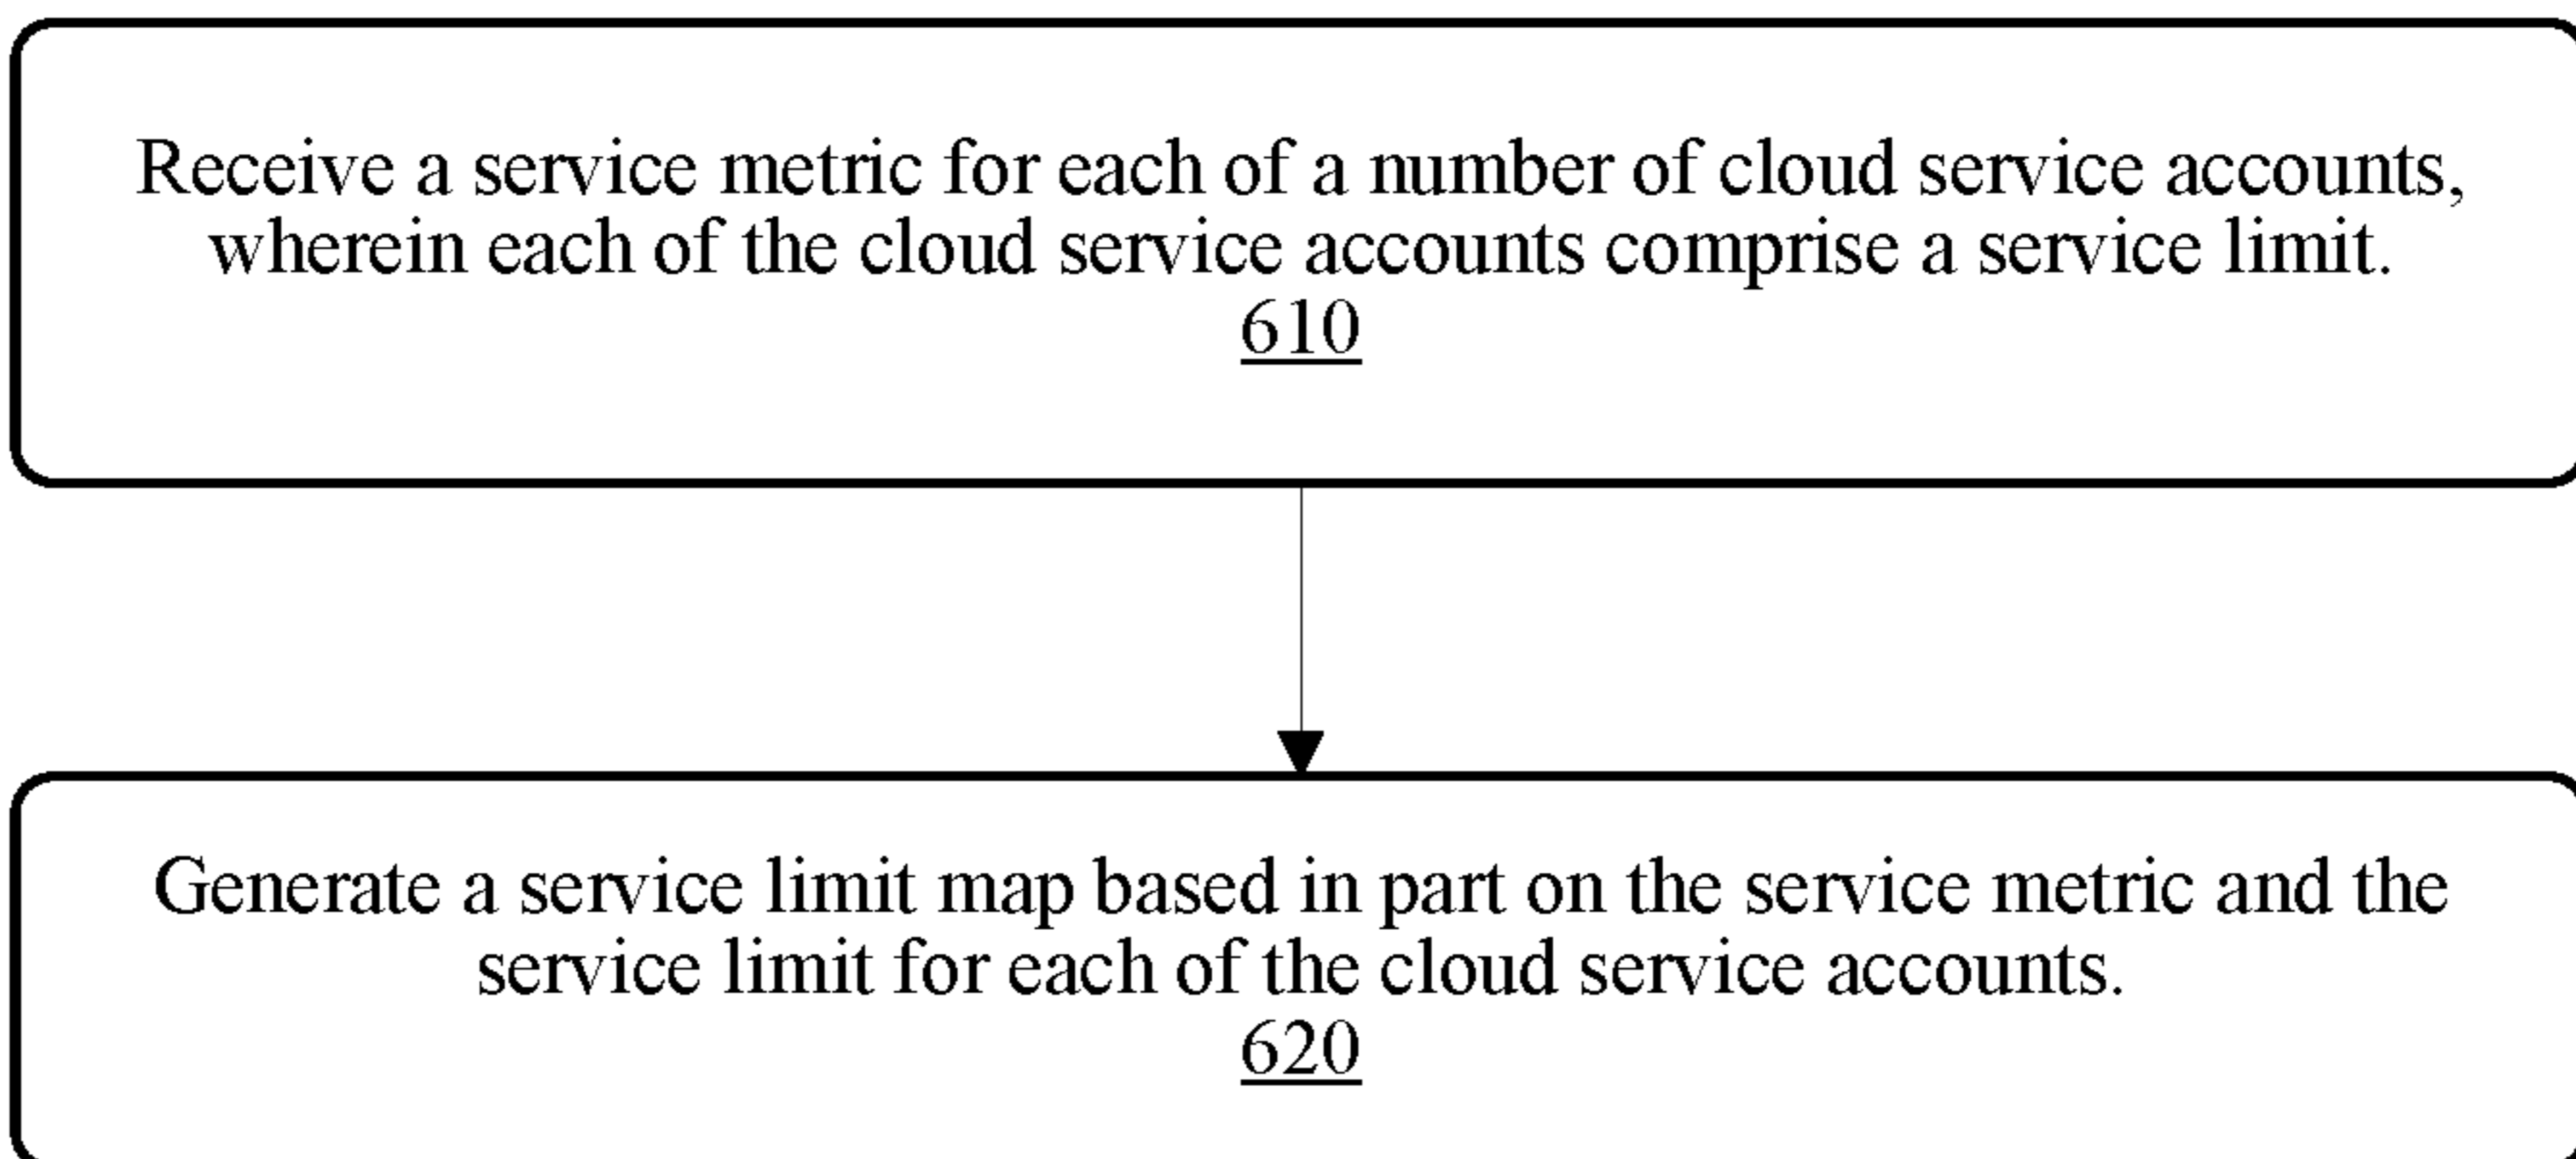 Receive a service metric for each of a number of cloud service accounts,
wherein each of the cloud service accounts comprise a service limit.
610
Generate a service limit map based in part on the service metric and the
service limit for each of the cloud service accounts.
620